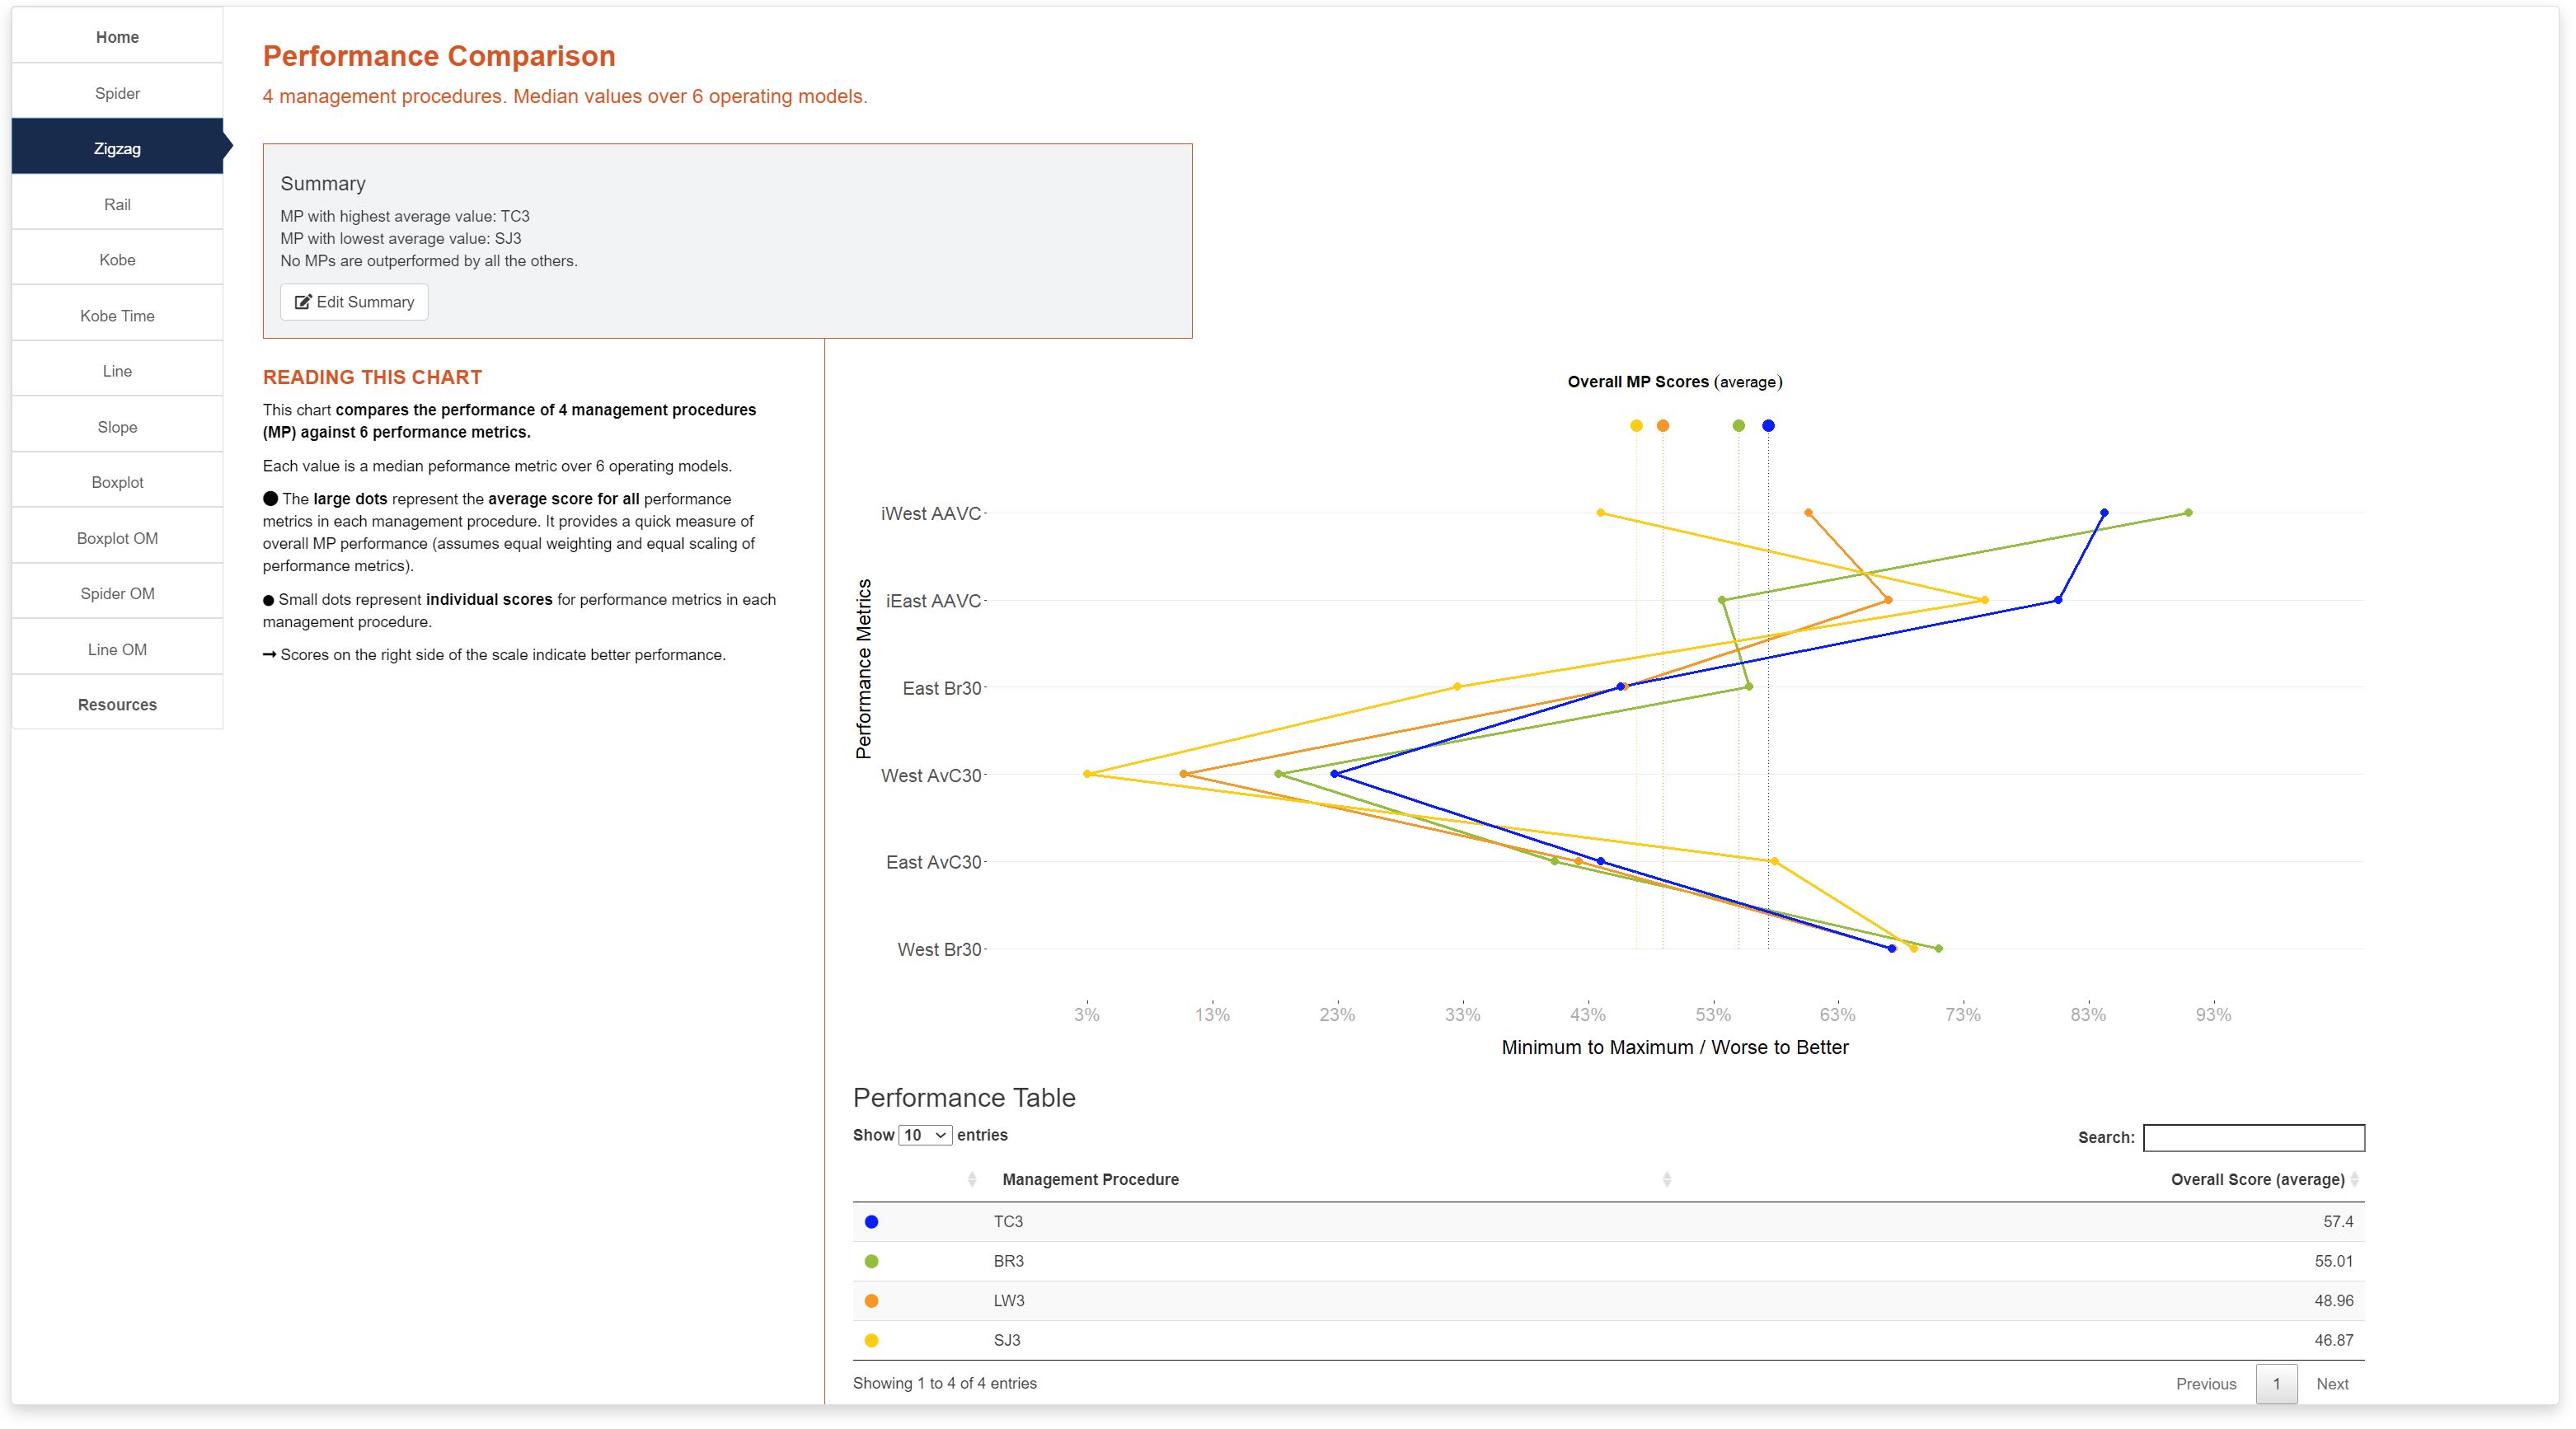 Home
Spider
Zigzag
Rail
Kobe
Kobe Time
Line
Slope
Boxplot
Boxplot OM
Spider OM
Line OM
Resources
Performance Comparison
4 management procedures. Median values over 6 operating models.
Summary
MP with highest average value: TC3
MP with lowest average value: SJ3
No MPs are outperformed by all the others.
Edit Summary
READING THIS CHART
This chart compares the performance of 4 management procedures
(MP) against 6 performance metrics.
Each value is a median peformance metric over 6 operating models.
The large dots represent the average score for all performance
metrics in each management procedure. It provides a quick measure of
overall MP performance (assumes equal weighting and equal scaling of
performance metrics).
Small dots represent individual scores for performance metrics in each
management procedure.
→ Scores on the right side of the scale indicate better performance.
Overall MP Scores (average)
Performance Metrics
iWest AAVC
iEast AAVC
East Br30
West AvC30
East AvC30
West Br30
3% 13% 23% 33% 43% 53% 63% 73% 83% 93%
Minimum to Maximum / Worse to Better
Performance Table
Show 10 entries
Search:
Management Procedure Overall Score (average)
TC3 57.4
BR3 55.01
LW3 48.96
SJ3 46.87
Showing 1 to 4 of 4 entries
Previous 1 Next